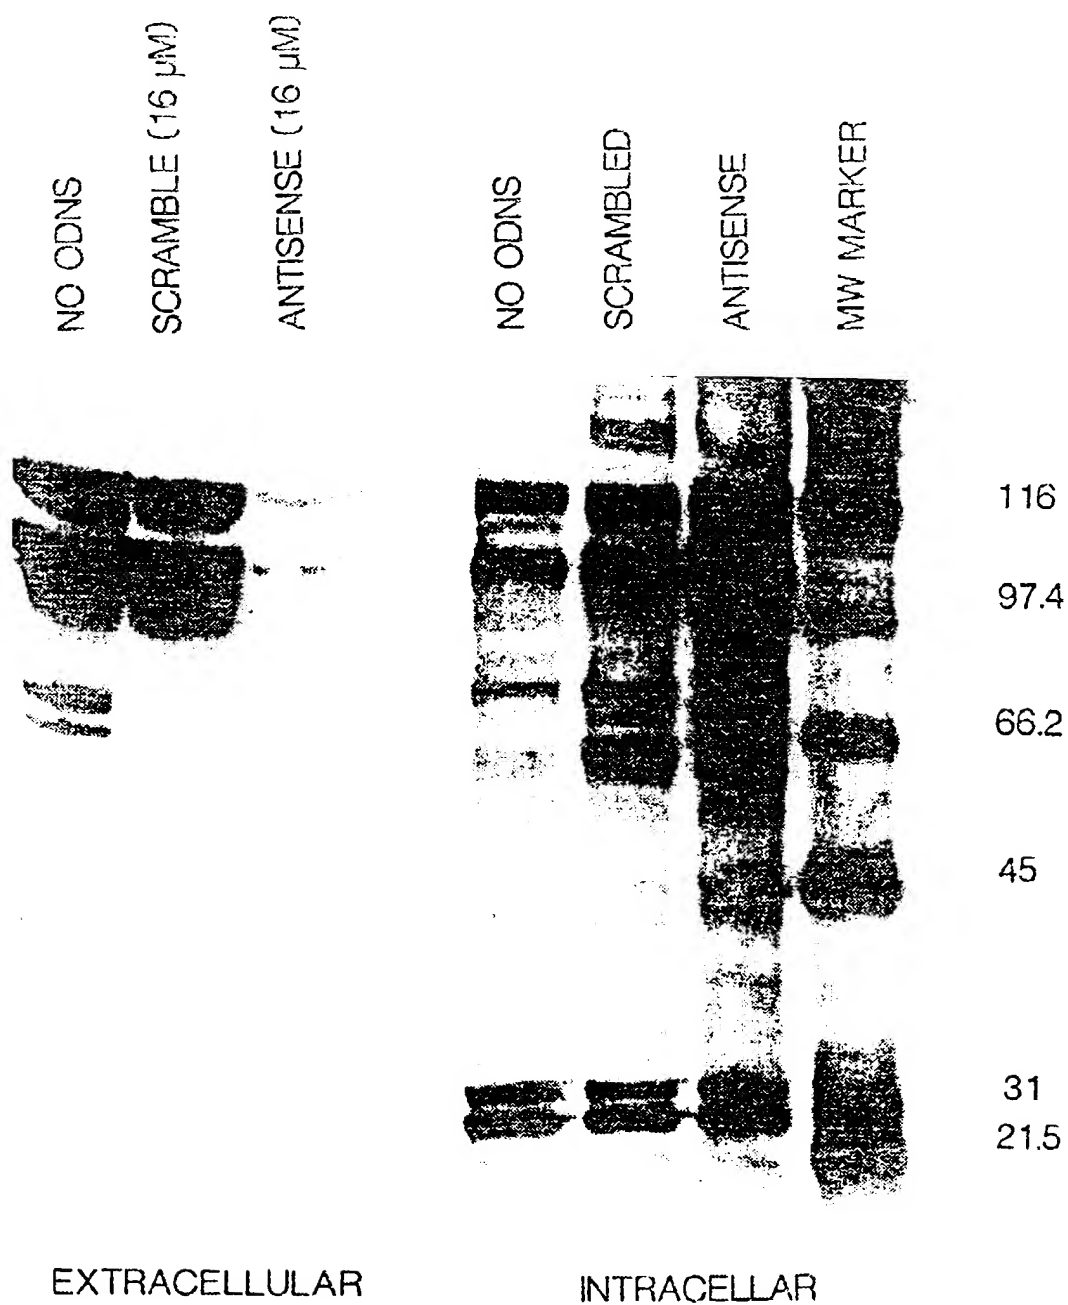 NO ODNS
SCRAMBLE (16 µM)
ANTISENSE (16 µM)
NO ODNS
SCRAMBLED
ANTISENSE
MW MARKER
116
97.4
66.2
45
31
21.5
EXTRACELLULAR
INTRACELLAR